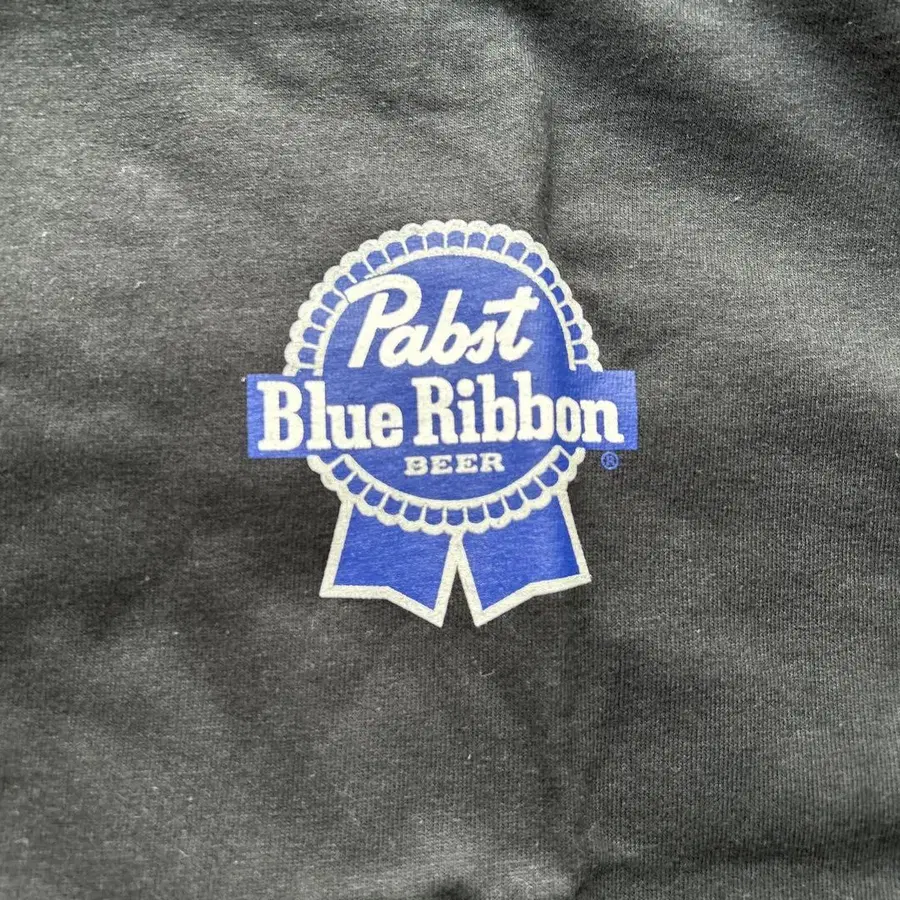 Pabst
Blue Ribbon
BEER
®